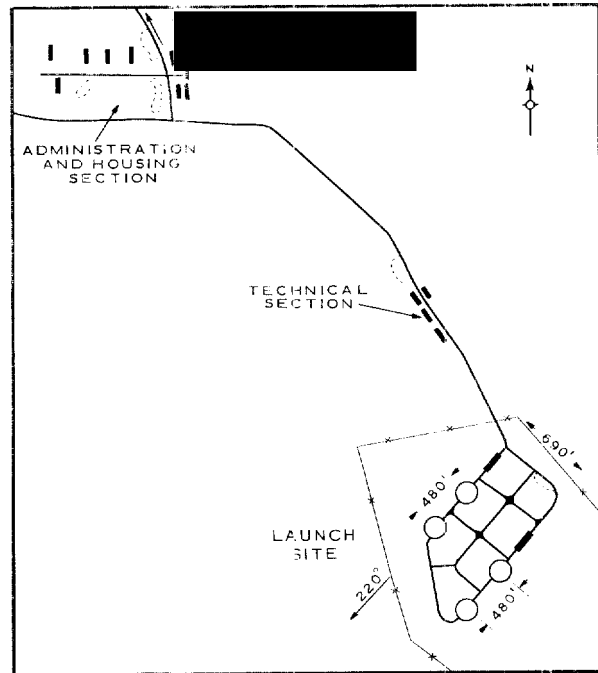 N
ADMINISTRATION
AND HOUSING
SECTION
TECHNICAL
SECTION
690'
480'
LAUNCH
SITE
220°
480'